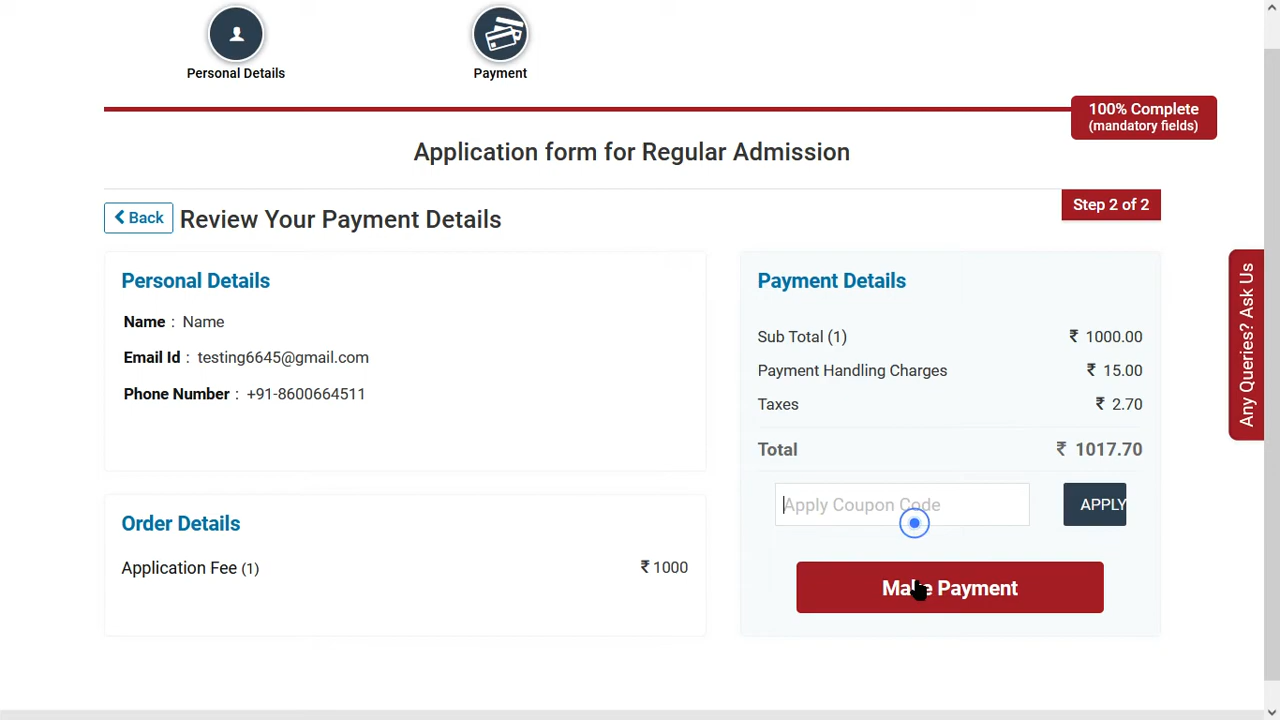 Personal Details
Payment
100% Complete
(mandatory fields)
Application form for Regular Admission
Back
Review Your Payment Details
Step 2 of 2
Personal Details
Name : Name
Email Id : testing6645@gmail.com
Phone Number : +91-8600664511
Order Details
Application Fee (1) ₹ 1000
Payment Details
Sub Total (1) ₹ 1000.00
Payment Handling Charges ₹ 15.00
Taxes ₹ 2.70
Total ₹ 1017.70
Apply Coupon Code APPLY
Make Payment
Any Queries? Ask Us